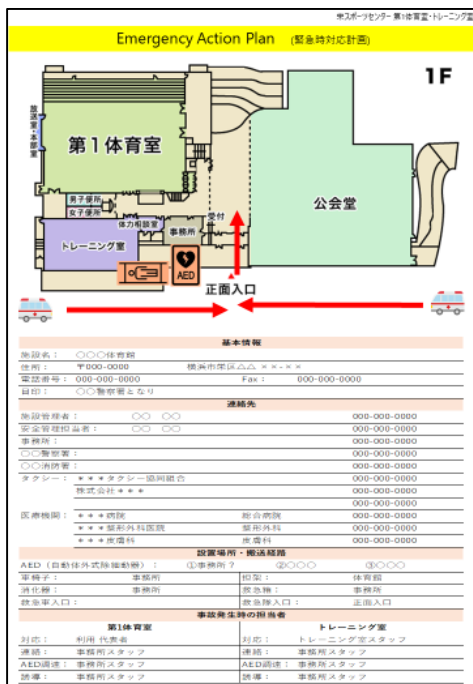 栄スポーツセンター 第1体育室・トレーニング室
Emergency Action Plan (緊急時対応計画)
1F
放送室・本部室
第1体育室
男子便所
女子便所
体力相談室
受付
事務所
トレーニング室
公会堂
AED
正面入口
基本情報
施設名: 〇〇〇体育館
住所: 〒000-0000 横浜市栄区△△ ××-××
電話番号: 000-000-0000 Fax: 000-000-0000
目印: 〇〇警察署となり
連絡先
施設管理者: 〇〇 〇〇 000-000-0000
安全管理担当者: 〇〇 〇〇 000-000-0000
事務所: 000-000-0000
〇〇警察署: 000-000-0000
〇〇消防署: 000-000-0000
タクシー: ＊＊＊タクシー協同組合 000-000-0000
株式会社＊＊＊ 000-000-0000
000-000-0000
医療機関: ＊＊＊病院 総合病院 000-000-0000
＊＊＊整形外科医院 整形外科 000-000-0000
＊＊＊皮膚科 皮膚科 000-000-0000
設置場所・搬送経路
AED（自動体外式除細動器）: ①事務所？ ②〇〇〇 ③〇〇〇
車椅子: 事務所 担架: 体育館
消化器: 事務所 救急箱: 事務所
救急車入口: 救急隊入口: 正面入口
事故発生時の担当者
第1体育室 トレーニング室
対応: 利用 代表者 対応: トレーニング室スタッフ
連絡: 事務所スタッフ 連絡: 事務所スタッフ
AED調達: 事務所スタッフ AED調達: 事務所スタッフ
誘導: 事務所スタッフ 誘導: 事務所スタッフ